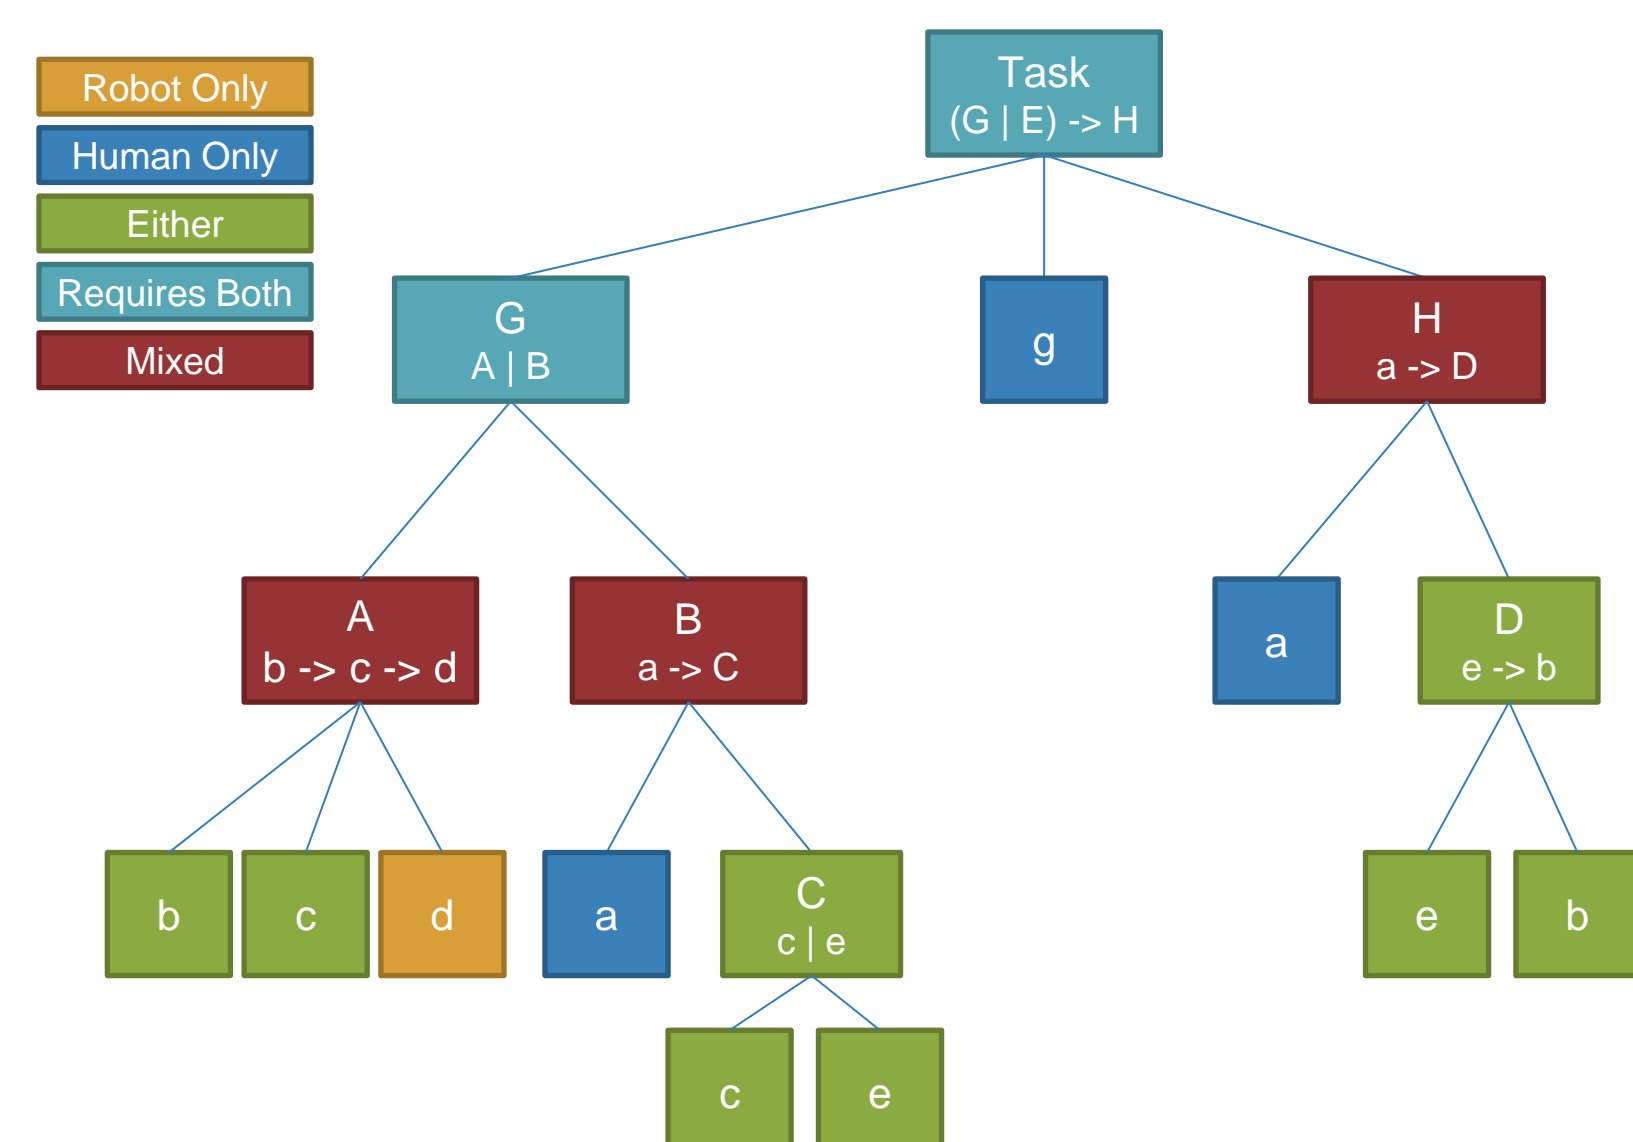 Robot Only
Human Only
Either
Requires Both
Mixed
Task
(G | E) -> H
G
A | B
g
H
a -> D
A
b -> c -> d
B
a -> C
a
D
e -> b
b
c
d
a
C
c | e
e
b
c
e